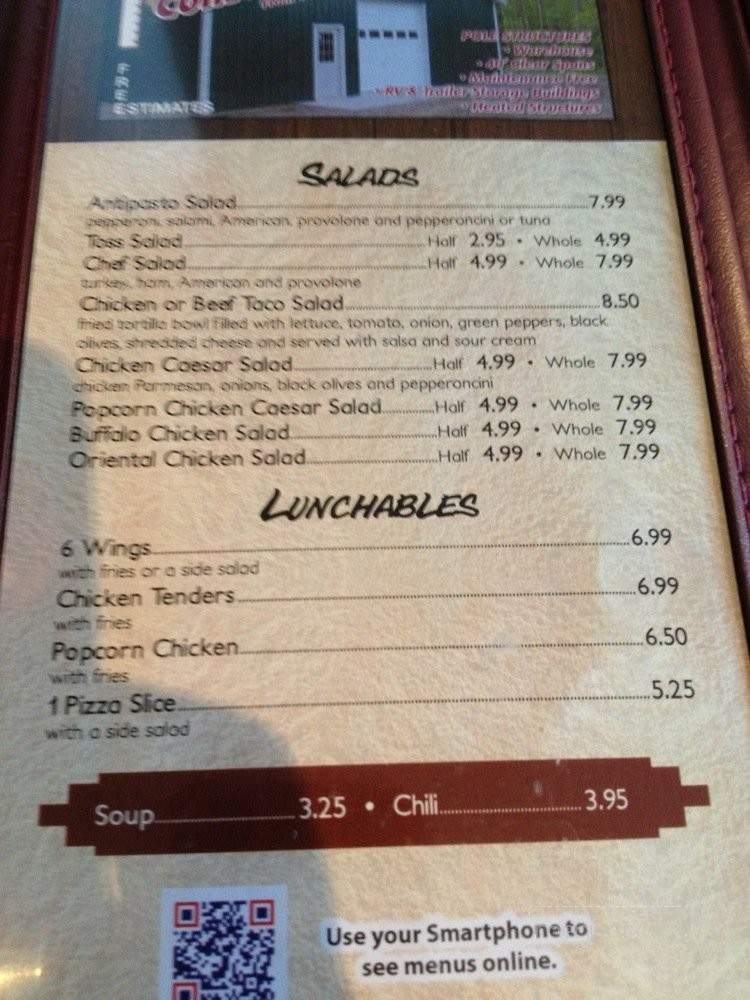 FREE
ESTIMATES
POLE STRUCTURES
• Warehouse
• 40' Clear Spans
• Maintenance Free
• RV & Trailer Storage Buildings
• Heated Structures
SALADS
Antipasto Salad 7.99
pepperoni, salami, American, provolone and pepperoncini or tuna
Toss Salad Half 2.95 • Whole 4.99
Chef Salad Half 4.99 • Whole 7.99
turkey, ham, American and provolone
Chicken or Beef Taco Salad 8.50
fried tortilla bowl filled with lettuce, tomato, onion, green peppers, black
olives, shredded cheese and served with salsa and sour cream
Chicken Caesar Salad Half 4.99 • Whole 7.99
chicken Parmesan, onions, black olives and pepperoncini
Popcorn Chicken Caesar Salad Half 4.99 • Whole 7.99
Buffalo Chicken Salad Half 4.99 • Whole 7.99
Oriental Chicken Salad Half 4.99 • Whole 7.99
LUNCHABLES
6 Wings 6.99
with fries or a side salad
Chicken Tenders 6.99
with fries
Popcorn Chicken 6.50
with fries
1 Pizza Slice 5.25
with a side salad
Soup 3.25 • Chili 3.95
Use your Smartphone to
see menus online.